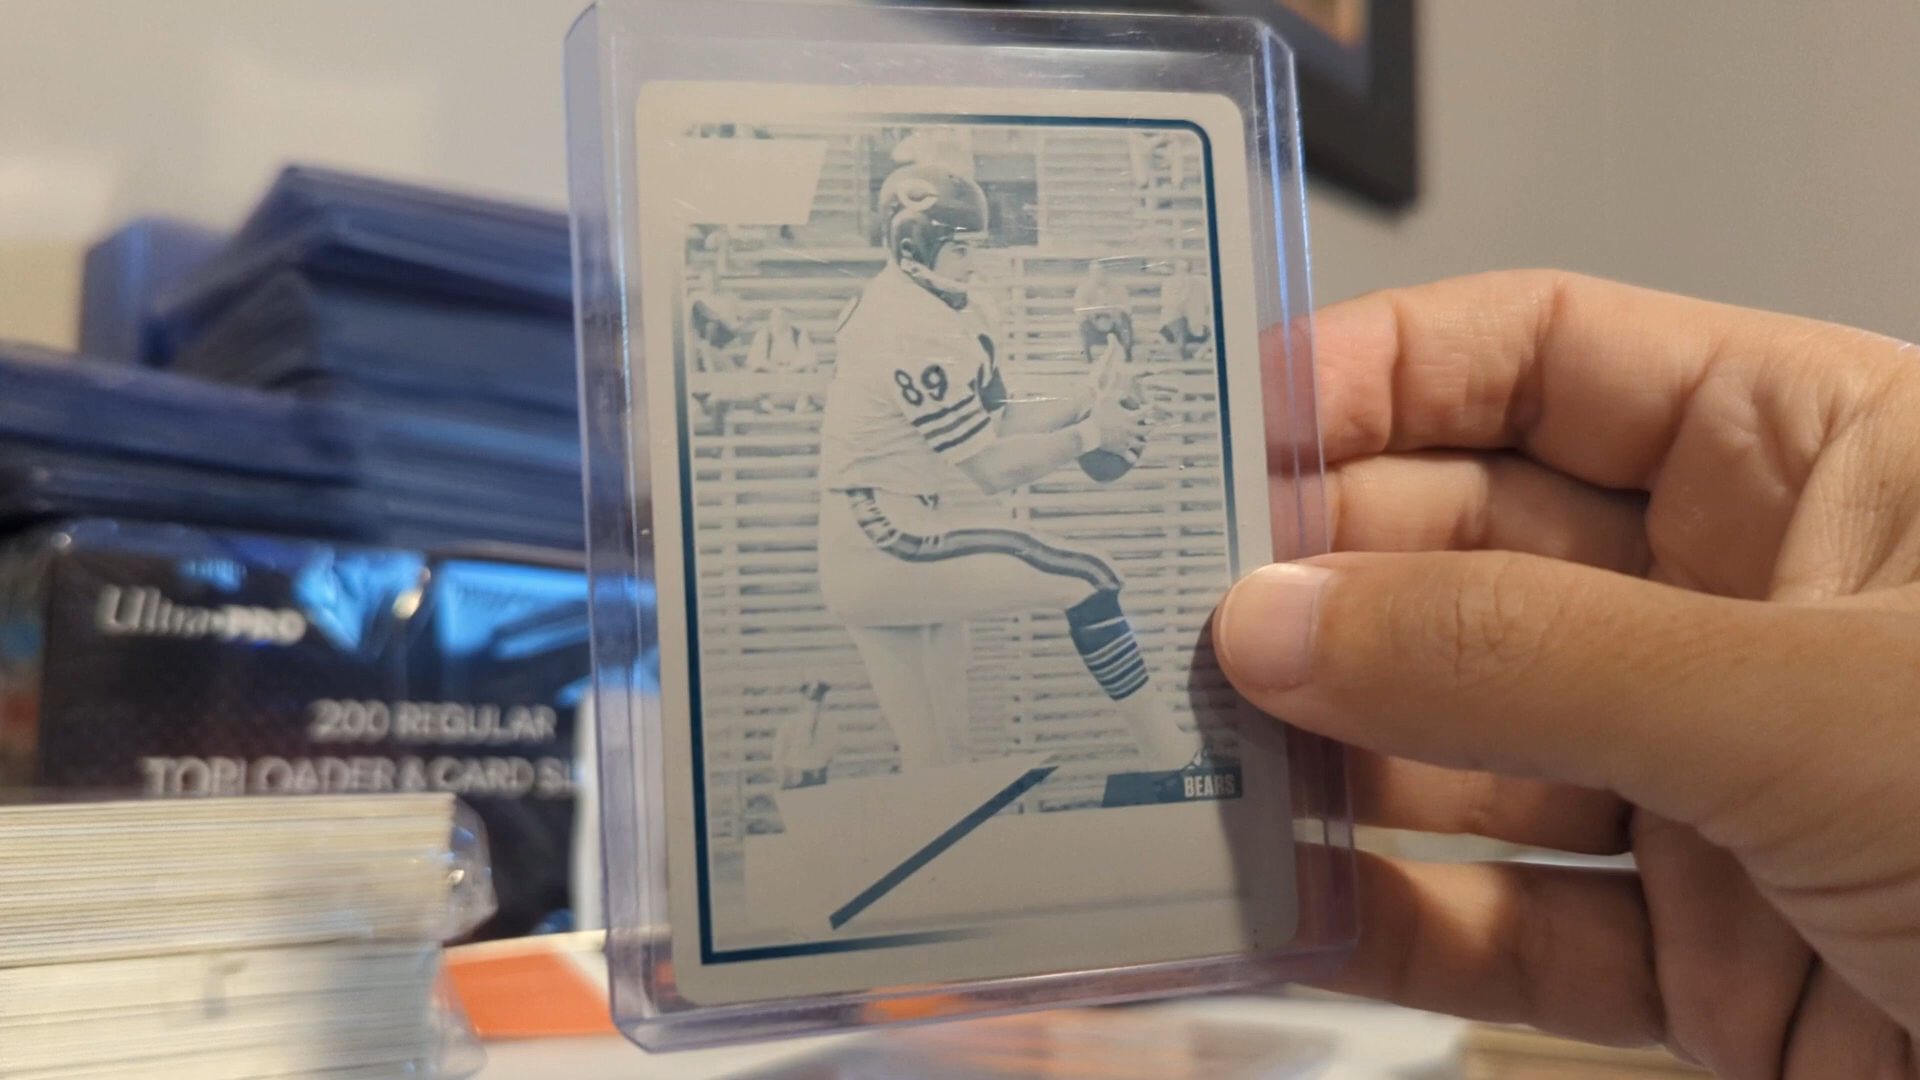 89
BEARS
Ultra•PRO
200 REGULAR
TOPLOADER & CARD